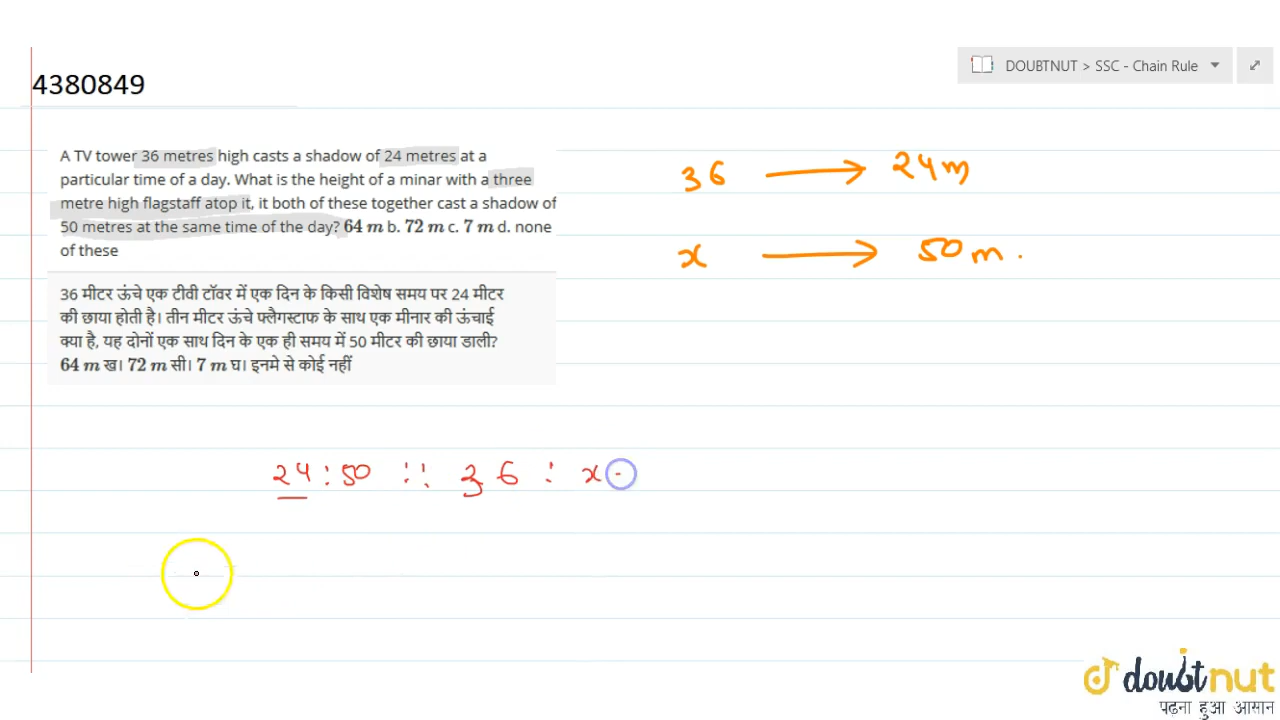 4380849
DOUBTNUT > SSC - Chain Rule
A TV tower 36 metres high casts a shadow of 24 metres at a
particular time of a day. What is the height of a minar with a three
metre high flagstaff atop it, it both of these together cast a shadow of
50 metres at the same time of the day? 64 m b. 72 m c. 7 m d. none
of these
36 मीटर ऊंचे एक टीवी टॉवर में एक दिन के किसी विशेष समय पर 24 मीटर
की छाया होती है। तीन मीटर ऊंचे फ्लैगस्टाफ के साथ एक मीनार की ऊंचाई
क्या है, यह दोनों एक साथ दिन के एक ही समय में 50 मीटर की छाया डाली?
64 m ख। 72 m सी। 7 m घ। इनमे से कोई नहीं
36 → 24 m
x → 50 m .
24 : 50 :: 36 : x -
doubtnut
पढ़ना हुआ आसान